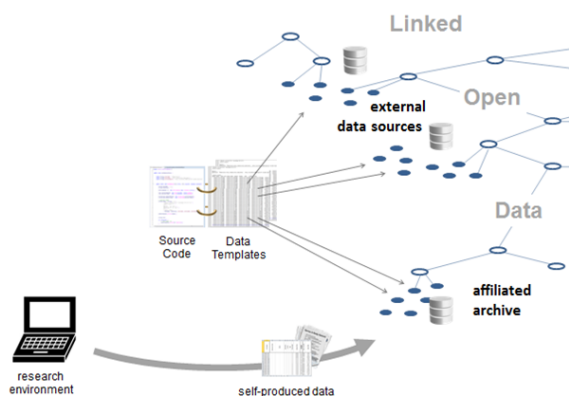 Linked
Open
external
data sources
Source
Code
Data
Templates
Data
affiliated
archive
research
environment
self-produced data